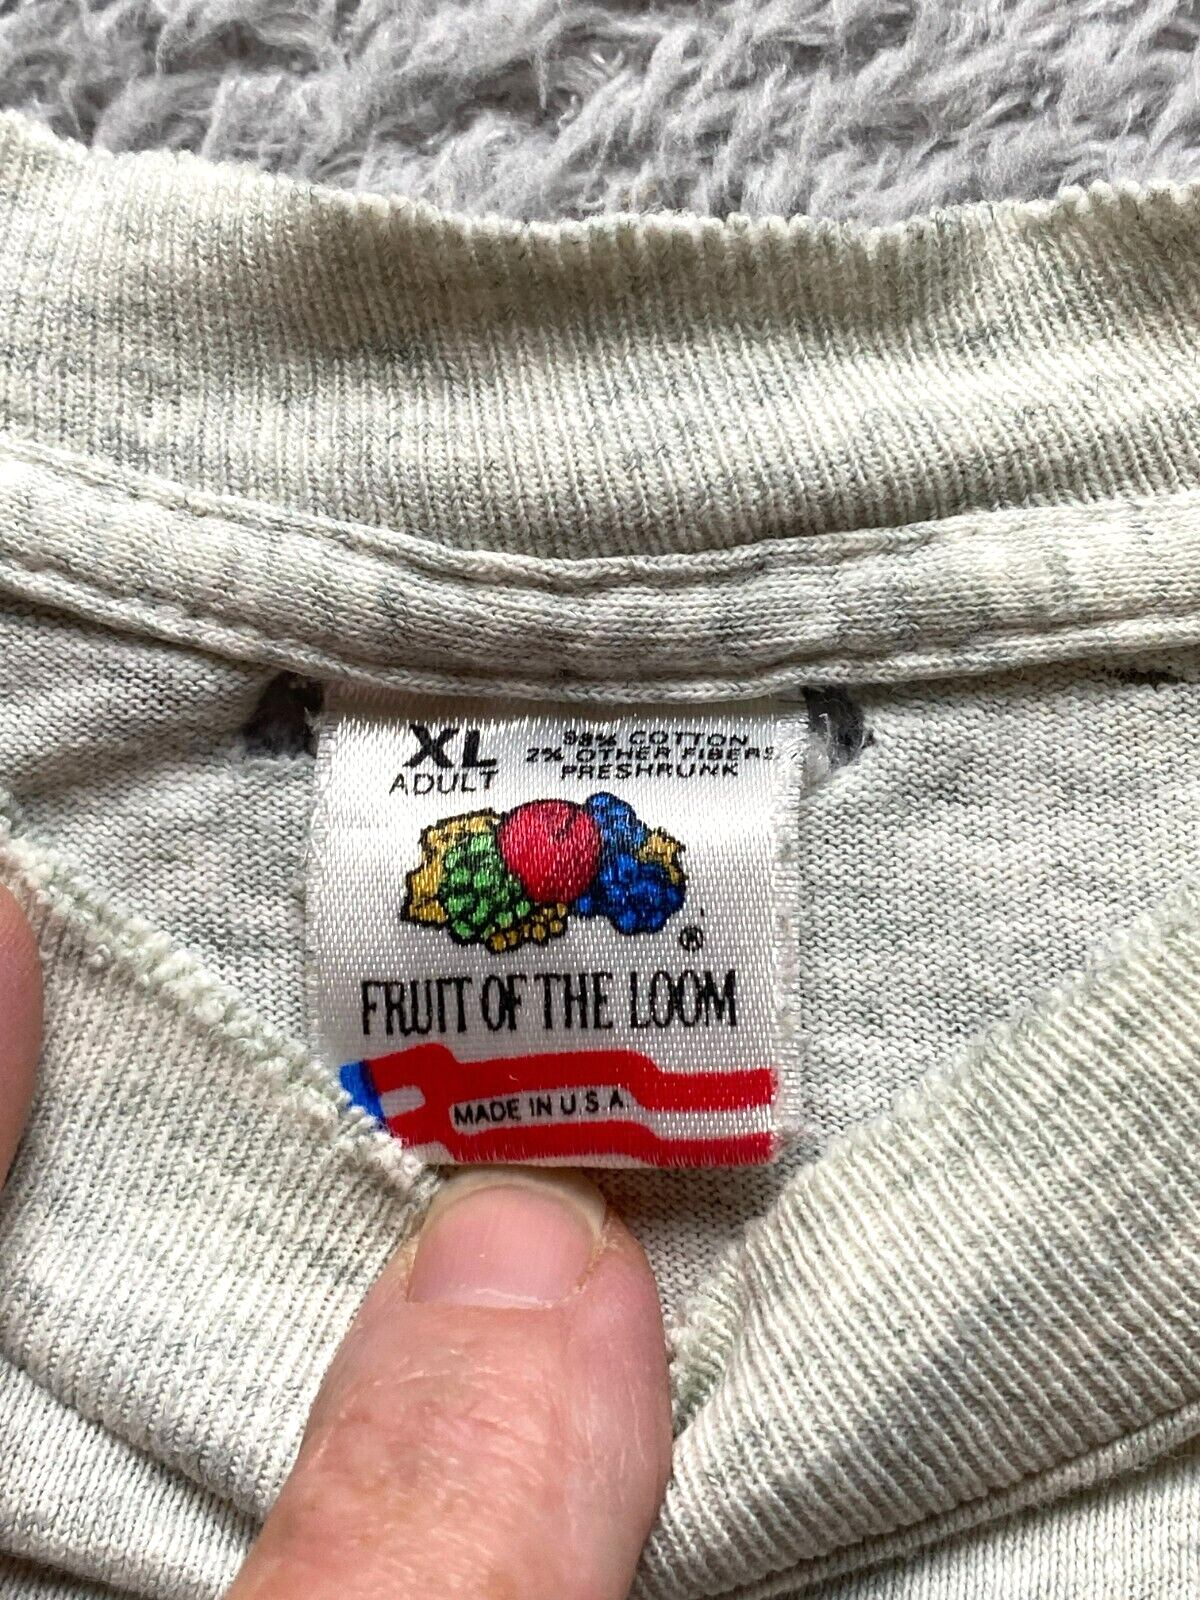 XL
ADULT
98% COTTON
2% OTHER FIBERS
PRESHRUNK
®
FRUIT OF THE LOOM
MADE IN U.S.A.